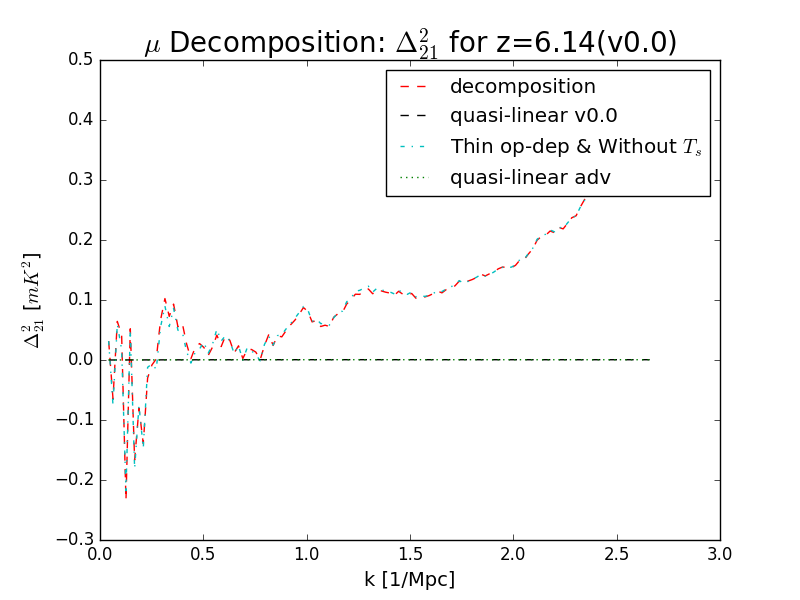 μ Decomposition: Δ²₂₁ for z=6.14(v0.0)
0.5
0.4
0.3
0.2
0.1
0.0
−0.1
−0.2
−0.3
Δ²₂₁ [mK²]
decomposition
quasi-linear v0.0
Thin op-dep & Without Tₛ
quasi-linear adv
0.0 0.5 1.0 1.5 2.0 2.5 3.0
k [1/Mpc]